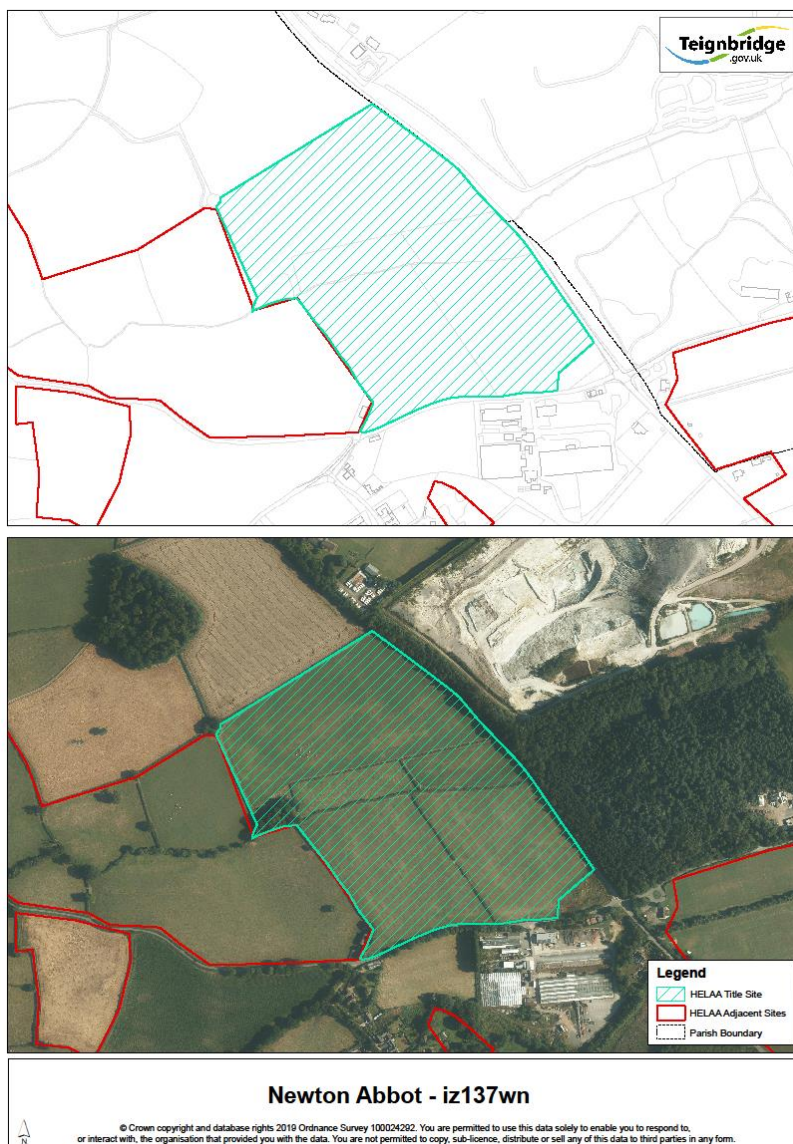 Teignbridge
.gov.uk
Legend
HELAA Title Site
HELAA Adjacent Sites
Parish Boundary
Newton Abbot - iz137wn
N
© Crown copyright and database rights 2019 Ordnance Survey 100024292. You are permitted to use this data solely to enable you to respond to,
or interact with, the organisation that provided you with the data. You are not permitted to copy, sub-licence, distribute or sell any of this data to third parties in any form.